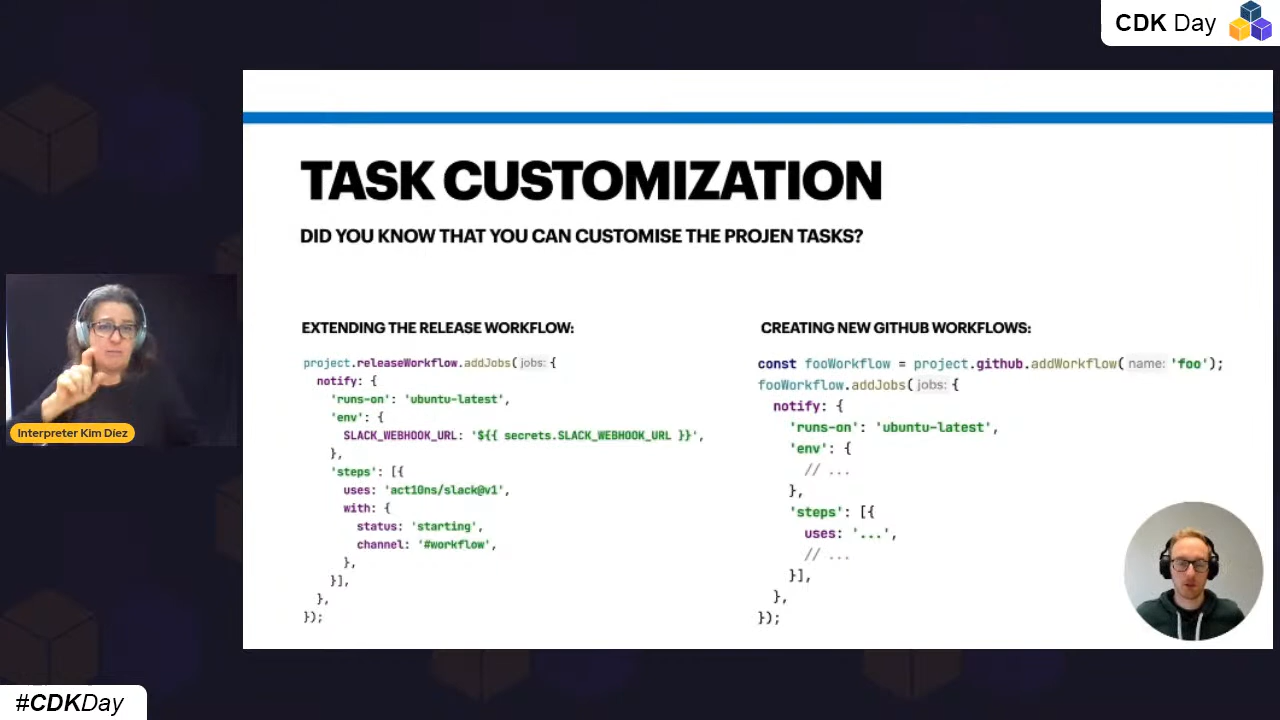 CDK Day
TASK CUSTOMIZATION
DID YOU KNOW THAT YOU CAN CUSTOMISE THE PROJEN TASKS?
EXTENDING THE RELEASE WORKFLOW:
project.releaseWorkflow.addJobs( jobs: {
  notify: {
    'runs-on': 'ubuntu-latest',
    'env': {
      SLACK_WEBHOOK_URL: '${{ secrets.SLACK_WEBHOOK_URL }}',
    },
    'steps': [{
      uses: 'act10ns/slack@v1',
      with: {
        status: 'starting',
        channel: '#workflow',
      },
    }],
  },
});
CREATING NEW GITHUB WORKFLOWS:
const fooWorkflow = project.github.addWorkflow( name: 'foo');
fooWorkflow.addJobs( jobs: {
  notify: {
    'runs-on': 'ubuntu-latest',
    'env': {
      // ...
    },
    'steps': [{
      uses: '...',
      // ...
    }],
  },
});
Interpreter Kim Díez
#CDKDay